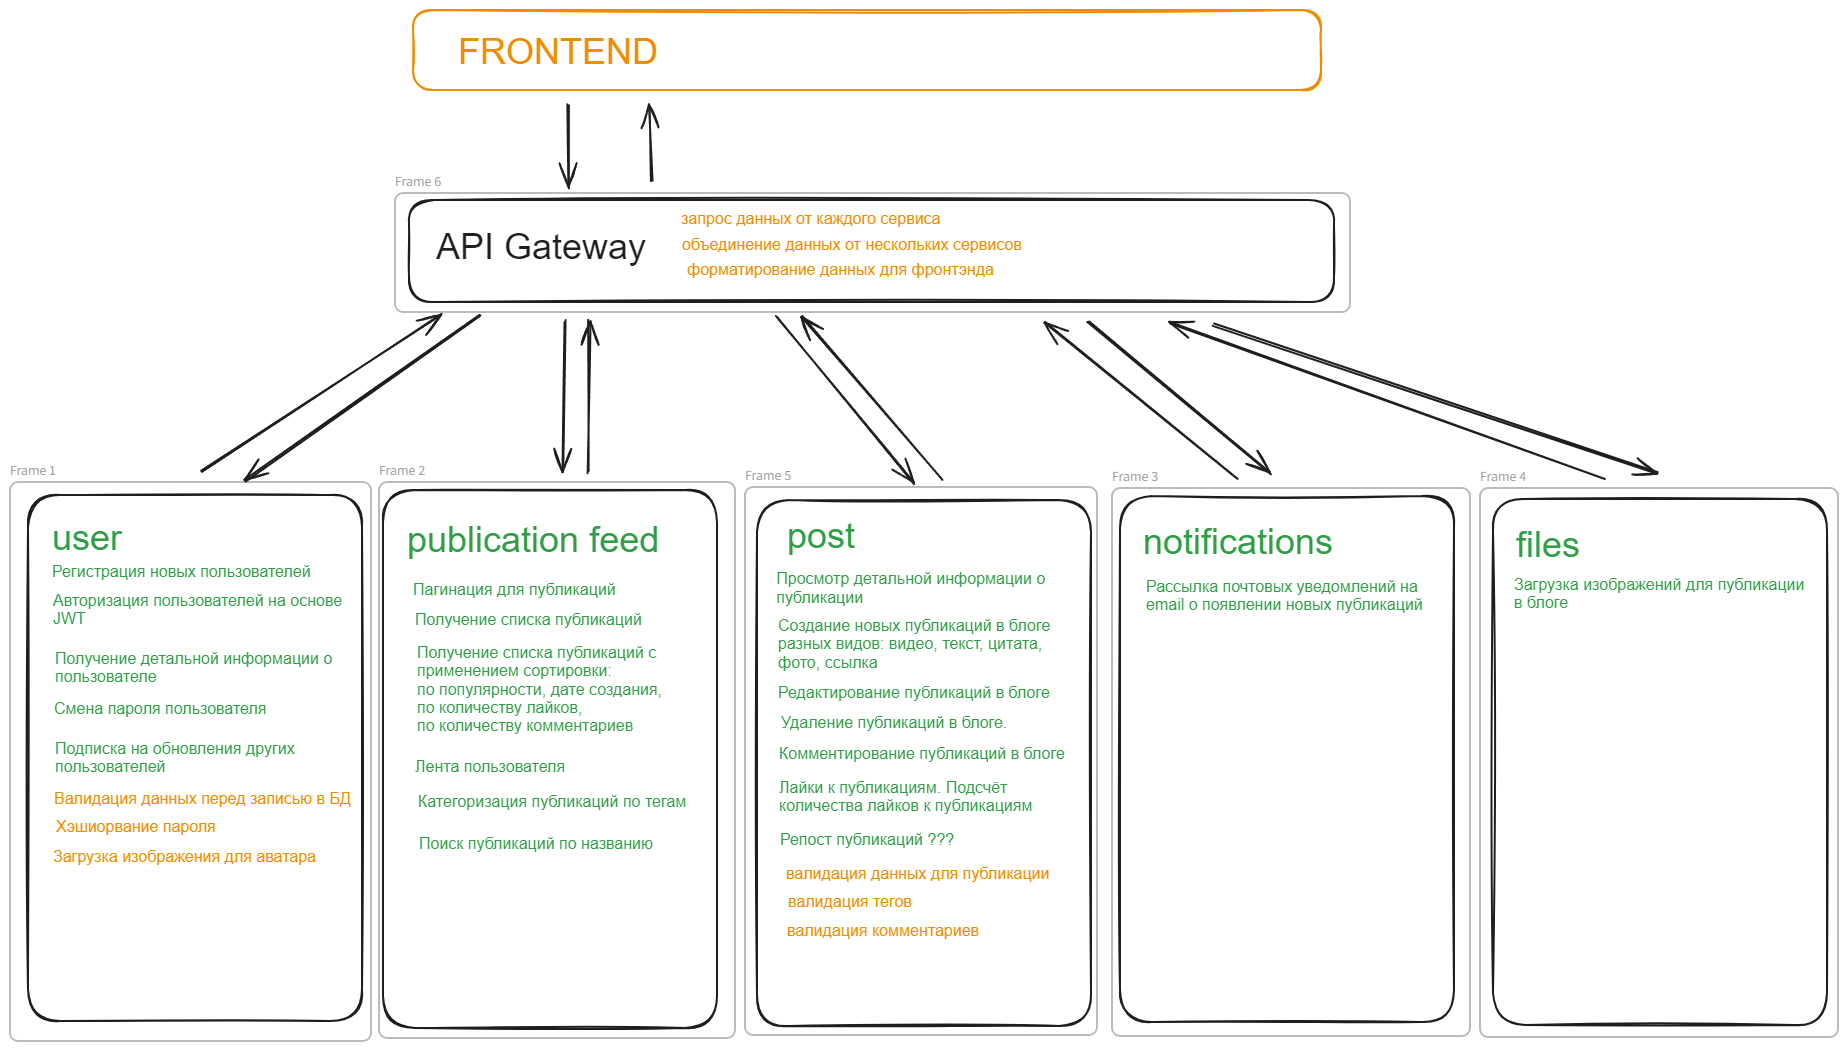 FRONTEND
Frame 6
API Gateway
запрос данных от каждого сервиса
объединение данных от нескольких сервисов
форматирование данных для фронтэнда
Frame 1
user
Регистрация новых пользователей
Авторизация пользователей на основе
JWT
Получение детальной информации о
пользователе
Смена пароля пользователя
Подписка на обновления других
пользователей
Валидация данных перед записью в БД
Хэшиорвание пароля
Загрузка изображения для аватара
Frame 2
publication feed
Пагинация для публикаций
Получение списка публикаций
Получение списка публикаций с
применением сортировки:
по популярности, дате создания,
по количеству лайков,
по количеству комментариев
Лента пользователя
Категоризация публикаций по тегам
Поиск публикаций по названию
Frame 5
post
Просмотр детальной информации о
публикации
Создание новых публикаций в блоге
разных видов: видео, текст, цитата,
фото, ссылка
Редактирование публикаций в блоге
Удаление публикаций в блоге.
Комментирование публикаций в блоге
Лайки к публикациям. Подсчёт
количества лайков к публикациям
Репост публикаций ???
валидация данных для публикации
валидация тегов
валидация комментариев
Frame 3
notifications
Рассылка почтовых уведомлений на
email о появлении новых публикаций
Frame 4
files
Загрузка изображений для публикации
в блоге